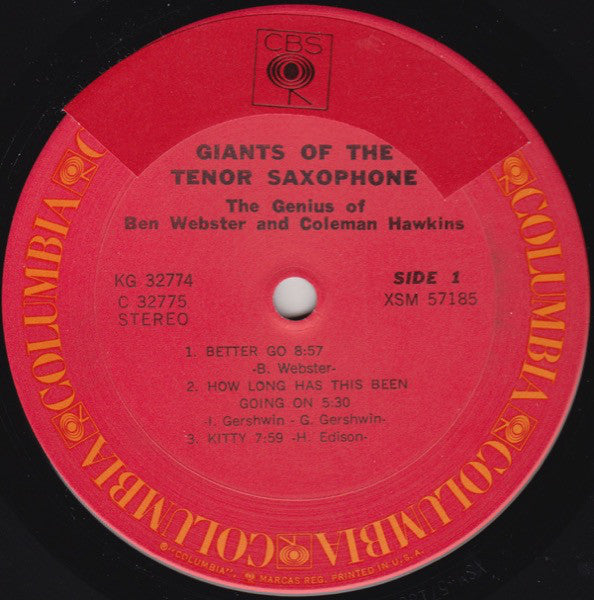 CBS
GIANTS OF THE
TENOR SAXOPHONE
The Genius of
Ben Webster and Coleman Hawkins
KG 32774
C 32775
STEREO
SIDE 1
XSM 57185
1. BETTER GO 8:57
-B. Webster-
2. HOW LONG HAS THIS BEEN
GOING ON 5:30
-I. Gershwin - G. Gershwin-
3. KITTY 7:59 -H. Edison-
COLUMBIA COLUMBIA COLUMBIA COLUMBIA COLUMBIA
"COLUMBIA", MARCAS REG. PRINTED IN U.S.A.